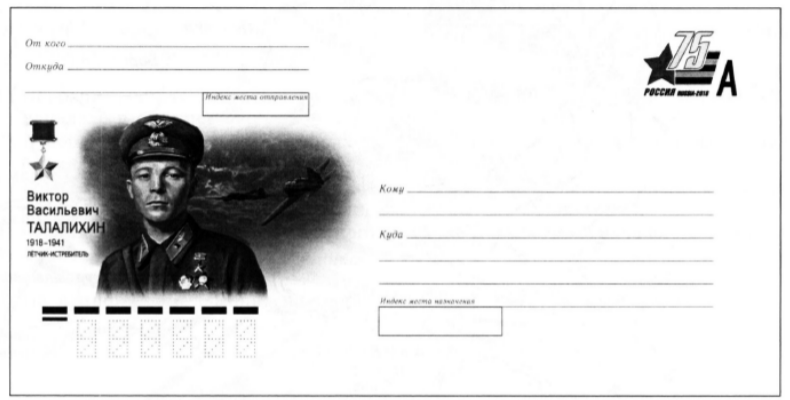 От кого
Откуда
Индекс места отправления
75
РОССИЯ
А
Виктор
Васильевич
ТАЛАЛИХИН
1918–1941
ЛЁТЧИК-ИСТРЕБИТЕЛЬ
Кому
Куда
Индекс места назначения